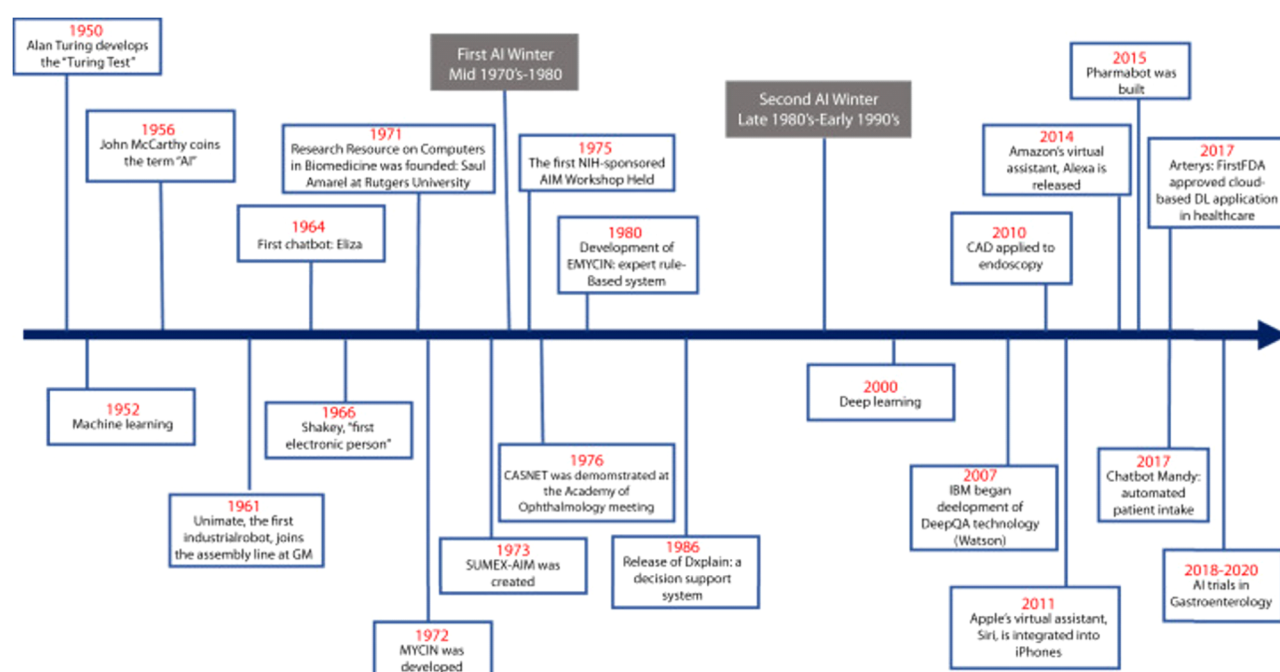 1950
Alan Turing develops
the “Turing Test”
1956
John McCarthy coins
the term “AI”
1964
First chatbot: Eliza
1971
Research Resource on Computers
in Biomedicine was founded: Saul
Amarel at Rutgers University
First AI Winter
Mid 1970’s-1980
1975
The first NIH-sponsored
AIM Workshop Held
1980
Development of
EMYCIN: expert rule-
Based system
Second AI Winter
Late 1980’s-Early 1990’s
2010
CAD applied to
endoscopy
2014
Amazon’s virtual
assistant, Alexa is
released
2015
Pharmabot was
built
2017
Arterys: FirstFDA
approved cloud-
based DL application
in healthcare
1952
Machine learning
1961
Unimate, the first
industrialrobot, joins
the assembly line at GM
1966
Shakey, “first
electronic person”
1972
MYCIN was
developed
1973
SUMEX-AIM was
created
1976
CASNET was demomstrated at
the Academy of
Ophthalmology meeting
1986
Release of Dxplain: a
decision support
system
2000
Deep learning
2007
IBM began
deelopment of
DeepQA technology
(Watson)
2011
Apple’s virtual assistant,
Siri, is integrated into
iPhones
2017
Chatbot Mandy:
automated
patient intake
2018-2020
AI trials in
Gastroenterology